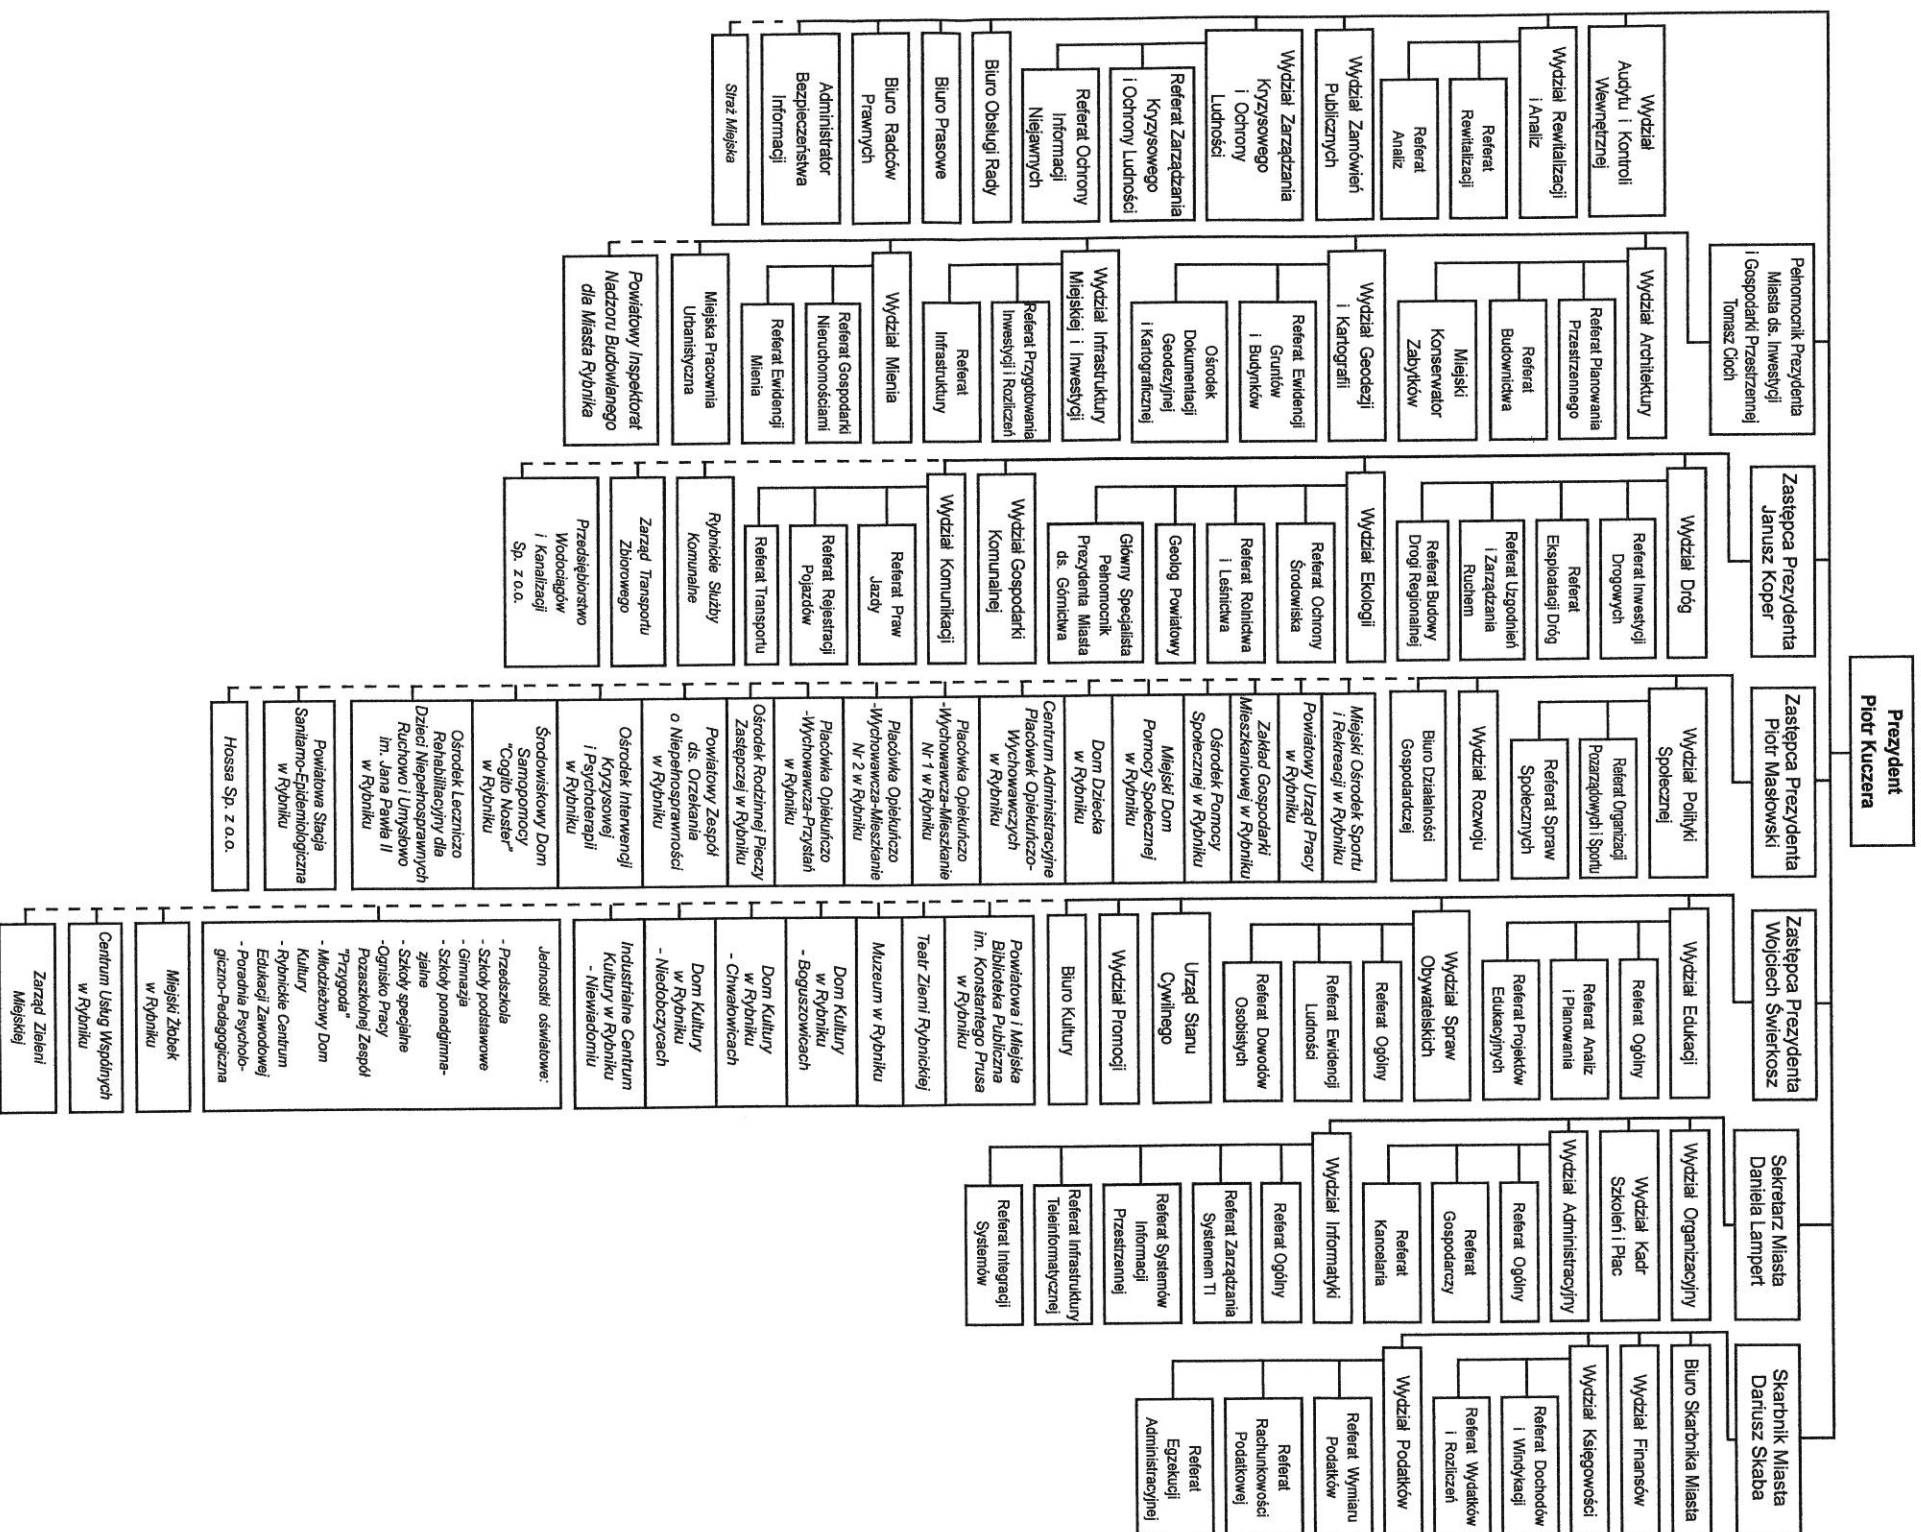 Prezydent
Piotr Kuczera
Wydział
Audytu i Kontroli
Wewnętrznej
Wydział Rewitalizacji
i Analiz
Referat
Rewitalizacji
Referat
Analiz
Wydział Zamówień
Publicznych
Wydział Zarządzania
Kryzysowego
i Ochrony
Ludności
Referat Zarządzania
Kryzysowego
i Ochrony Ludności
Referat Ochrony
Informacji
Niejawnych
Biuro Obsługi Rady
Biuro Prasowe
Biuro Radców
Prawnych
Administrator
Bezpieczeństwa
Informacji
Straż Miejska
Pełnomocnik Prezydenta
Miasta ds. Inwestycji
i Gospodarki Przestrzennej
Tomasz Cioch
Wydział Architektury
Referat Planowania
Przestrzennego
Referat
Budownictwa
Miejski
Konserwator
Zabytków
Wydział Geodezji
i Kartografii
Referat Ewidencji
Gruntów
i Budynków
Ośrodek
Dokumentacji
Geodezyjnej
i Kartograficznej
Wydział Infrastruktury
Miejskiej i Inwestycji
Referat Przygotowania
Inwestycji i Rozliczeń
Referat
Infrastruktury
Wydział Mienia
Referat Gospodarki
Nieruchomościami
Referat Ewidencji
Mienia
Miejska Pracownia
Urbanistyczna
Powiatowy Inspektorat
Nadzoru Budowlanego
dla Miasta Rybnika
Zastępca Prezydenta
Janusz Koper
Wydział Dróg
Referat Inwestycji
Drogowych
Referat
Eksploatacji Dróg
Referat Uzgodnień
i Zarządzania
Ruchem
Referat Budowy
Drogi Regionalnej
Wydział Ekologii
Referat Ochrony
Środowiska
Referat Rolnictwa
i Leśnictwa
Geolog Powiatowy
Główny Specjalista
Pełnomocnik
Prezydenta Miasta
ds. Górnictwa
Wydział Gospodarki
Komunalnej
Wydział Komunikacji
Referat Praw
Jazdy
Referat Rejestracji
Pojazdów
Referat Transportu
Rybnickie Służby
Komunalne
Zarząd Transportu
Zbiorowego
Przedsiębiorstwo
Wodociągów
i Kanalizacji
Sp. z o.o.
Zastępca Prezydenta
Piotr Masłowski
Wydział Polityki
Społecznej
Referat Organizacji
Pozarządowych i Sportu
Referat Spraw
Społecznych
Wydział Rozwoju
Biuro Działalności
Gospodarczej
Miejski Ośrodek Sportu
i Rekreacji w Rybniku
Powiatowy Urząd Pracy
w Rybniku
Zakład Gospodarki
Mieszkaniowej w Rybniku
Ośrodek Pomocy
Społecznej w Rybniku
Miejski Dom
Pomocy Społecznej
w Rybniku
Dom Dziecka
w Rybniku
Centrum Administracyjne
Placówek Opiekuńczo-
Wychowawczych
w Rybniku
Placówka Opiekuńczo
-Wychowawcza-Mieszkanie
Nr 1 w Rybniku
Placówka Opiekuńczo
-Wychowawcza-Mieszkanie
Nr 2 w Rybniku
Placówka Opiekuńczo
-Wychowawcza-Przystań
w Rybniku
Ośrodek Rodzinnej Pieczy
Zastępczej w Rybniku
Powiatowy Zespół
ds. Orzekania
o Niepełnosprawności
w Rybniku
Ośrodek Interwencji
Kryzysowej
i Psychoterapii
w Rybniku
Środowiskowy Dom
Samopomocy
"Cogito Noster"
w Rybniku
Ośrodek Leczniczo
Rehabilitacyjny dla
Dzieci Niepełnosprawnych
Ruchowo i Umysłowo
im. Jana Pawła II
w Rybniku
Powiatowa Stacja
Sanitarno-Epidemiologiczna
w Rybniku
Hossa Sp. z o.o.
Zastępca Prezydenta
Wojciech Świerkosz
Wydział Edukacji
Referat Ogólny
Referat Analiz
i Planowania
Referat Projektów
Edukacyjnych
Wydział Spraw
Obywatelskich
Referat Ogólny
Referat Ewidencji
Ludności
Referat Dowodów
Osobistych
Urząd Stanu
Cywilnego
Wydział Promocji
Biuro Kultury
Powiatowa i Miejska
Biblioteka Publiczna
im. Konstantego Prusa
w Rybniku
Teatr Ziemi Rybnickiej
Muzeum w Rybniku
Dom Kultury
w Rybniku
- Boguszowicach
Dom Kultury
w Rybniku
- Chwałowicach
Dom Kultury
w Rybniku
- Niedobczycach
Industrialne Centrum
Kultury w Rybniku
- Niewiadomiu
Jednostki oświatowe:
- Przedszkola
- Szkoły podstawowe
- Gimnazja
- Szkoły ponadgimna-
zjalne
- Szkoły specjalne
-Ognisko Pracy
Pozaszkolnej Zespół
"Przygoda"
- Młodzieżowy Dom
Kultury
- Rybnickie Centrum
Edukacji Zawodowej
- Poradnia Psycholo-
giczno-Pedagogiczna
Miejski Żłobek
w Rybniku
Centrum Usług Wspólnych
w Rybniku
Zarząd Zieleni
Miejskiej
Sekretarz Miasta
Daniela Lampert
Wydział Organizacyjny
Wydział Kadr
Szkoleń i Płac
Wydział Administracyjny
Referat Ogólny
Referat
Gospodarczy
Referat
Kancelaria
Wydział Informatyki
Referat Ogólny
Referat Zarządzania
Systemem TI
Referat Systemów
Informacji
Przestrzennej
Referat Infrastruktury
Teleinformatycznej
Referat Integracji
Systemów
Skarbnik Miasta
Dariusz Skaba
Biuro Skarbnika Miasta
Wydział Finansów
Wydział Księgowości
Referat Dochodów
i Windykacji
Referat Wydatków
i Rozliczeń
Wydział Podatków
Referat Wymiaru
Podatków
Referat
Rachunkowości
Podatkowej
Referat
Egzekucji
Administracyjnej